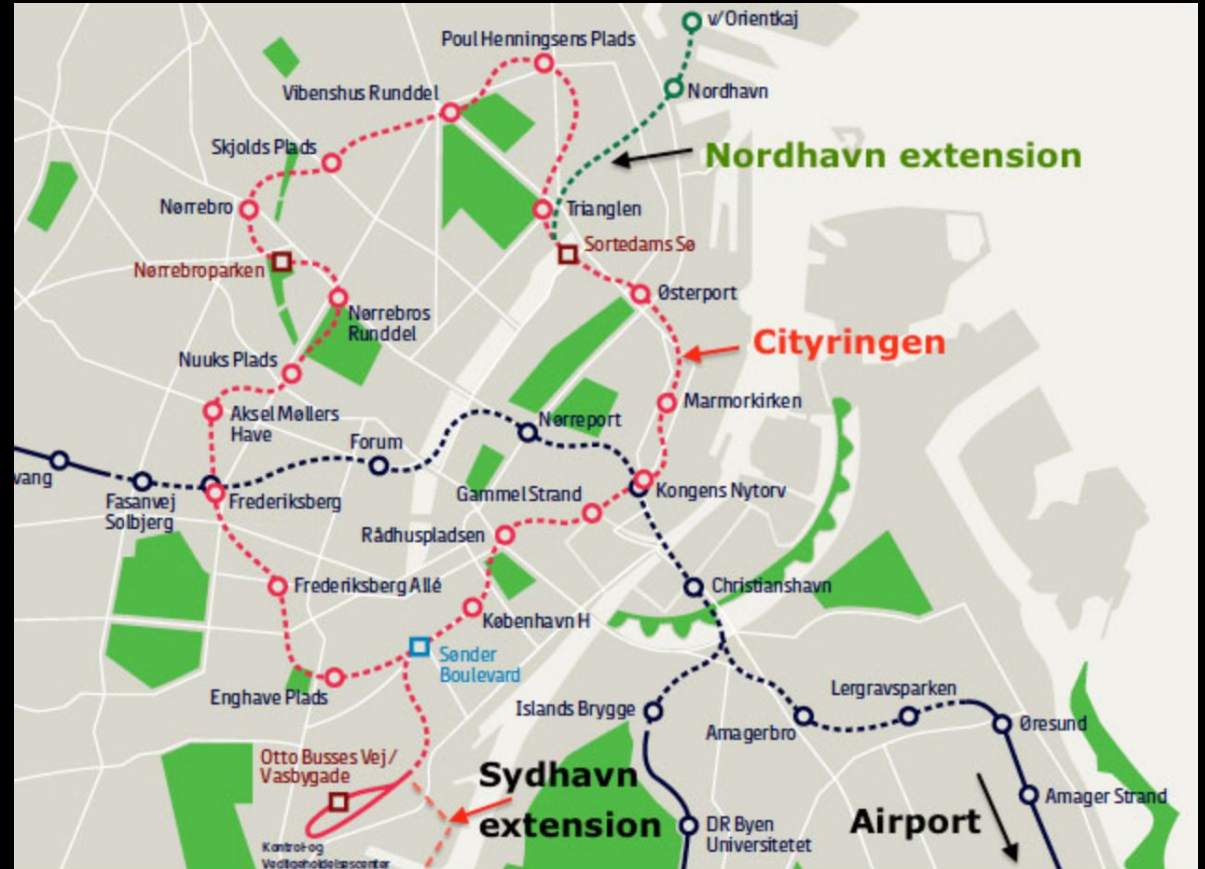 v/Orientkaj
Poul Henningsens Plads
Nordhavn
Vibenshus Runddel
Skjolds Plads
Nordhavn extension
Nørrebro
Trianglen
Sortedams Sø
Nørrebroparken
Østerport
Nørrebros
Runddel
Cityringen
Nuuks Plads
Marmorkirken
Aksel Møllers
Have
Nørreport
Forum
vang
Fasanvej
Solbjerg
Frederiksberg
Gammel Strand
Kongens Nytorv
Rådhuspladsen
Frederiksberg Allé
Christianshavn
København H
Sønder
Boulevard
Enghave Plads
Islands Brygge
Lergravsparken
Amagerbro
Øresund
Otto Busses Vej/
Vasbygade
Sydhavn
extension
Amager Strand
Airport
DR Byen
Universitetet
Kontrol-og
Vedligeholdelsescenter